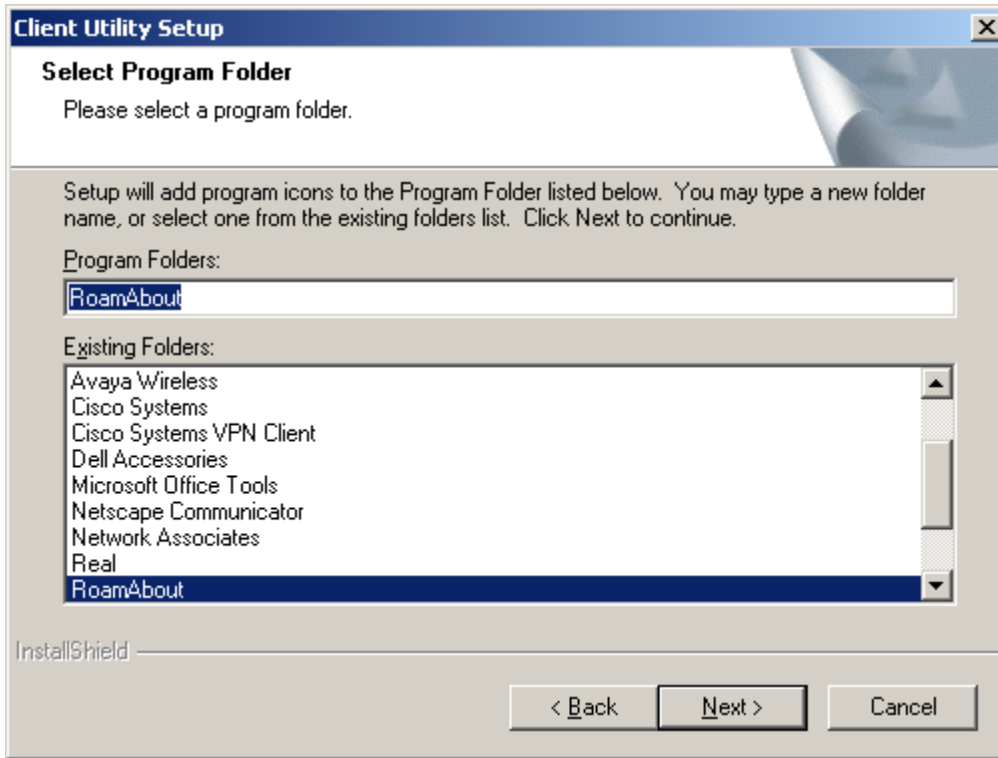 Client Utility Setup
Select Program Folder
Please select a program folder.
Setup will add program icons to the Program Folder listed below. You may type a new folder
name, or select one from the existing folders list. Click Next to continue.
Program Folders:
RoamAbout
Existing Folders:
Avaya Wireless
Cisco Systems
Cisco Systems VPN Client
Dell Accessories
Microsoft Office Tools
Netscape Communicator
Network Associates
Real
RoamAbout
InstallShield
< Back Next > Cancel